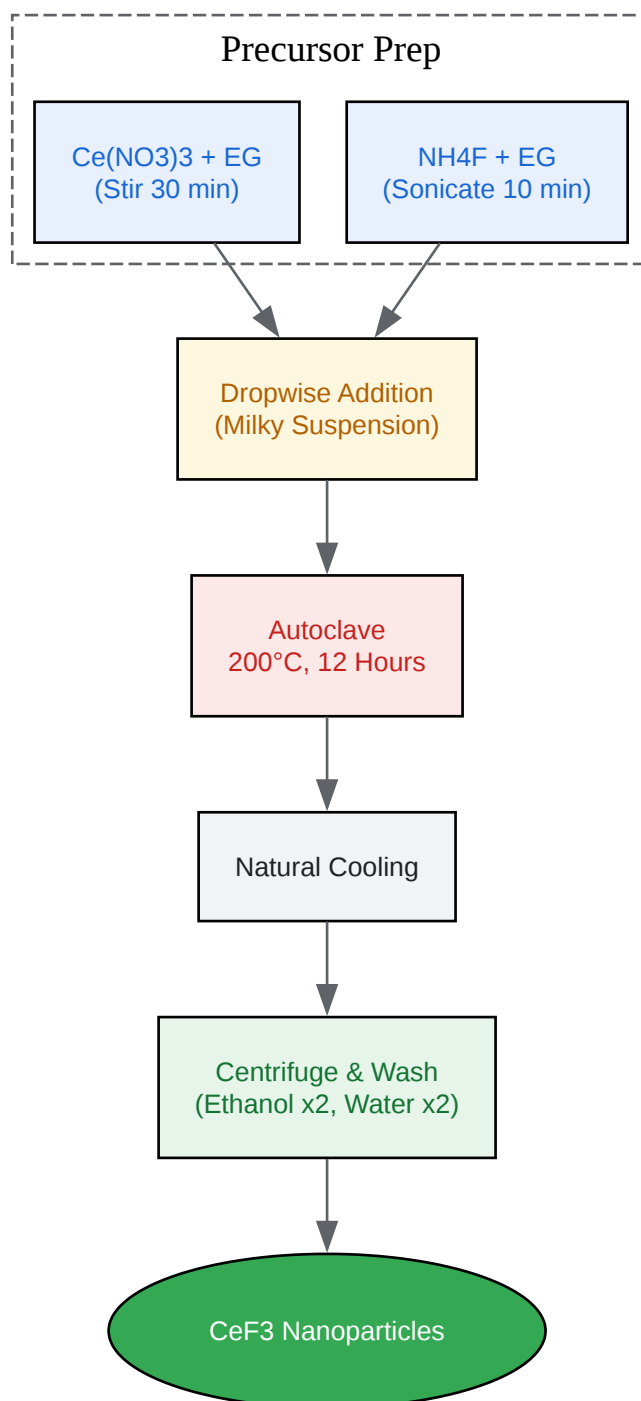 Precursor Prep
Ce(NO3)3 + EG
(Stir 30 min)
NH4F + EG
(Sonicate 10 min)
Dropwise Addition
(Milky Suspension)
Autoclave
200°C, 12 Hours
Natural Cooling
Centrifuge & Wash
(Ethanol x2, Water x2)
CeF3 Nanoparticles